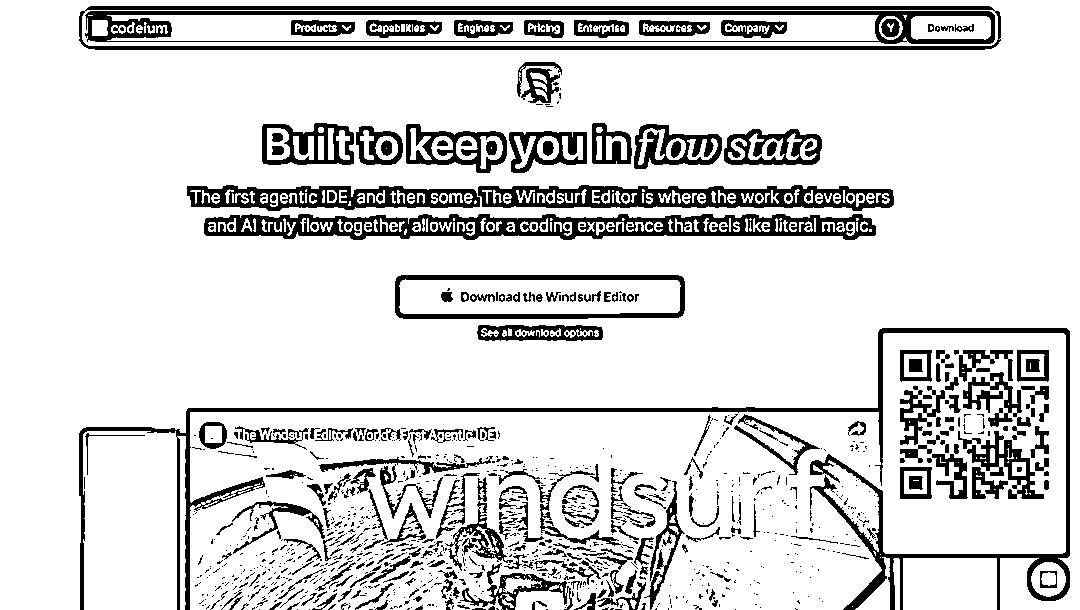 codeium
Products Capabilities Engines Pricing Enterprise Resources Company
Y
Download
Built to keep you in flow state
The first agentic IDE, and then some. The Windsurf Editor is where the work of developers
and AI truly flow together, allowing for a coding experience that feels like literal magic.
Download the Windsurf Editor
See all download options
The Windsurf Editor (World's First Agentic IDE)
windsurf